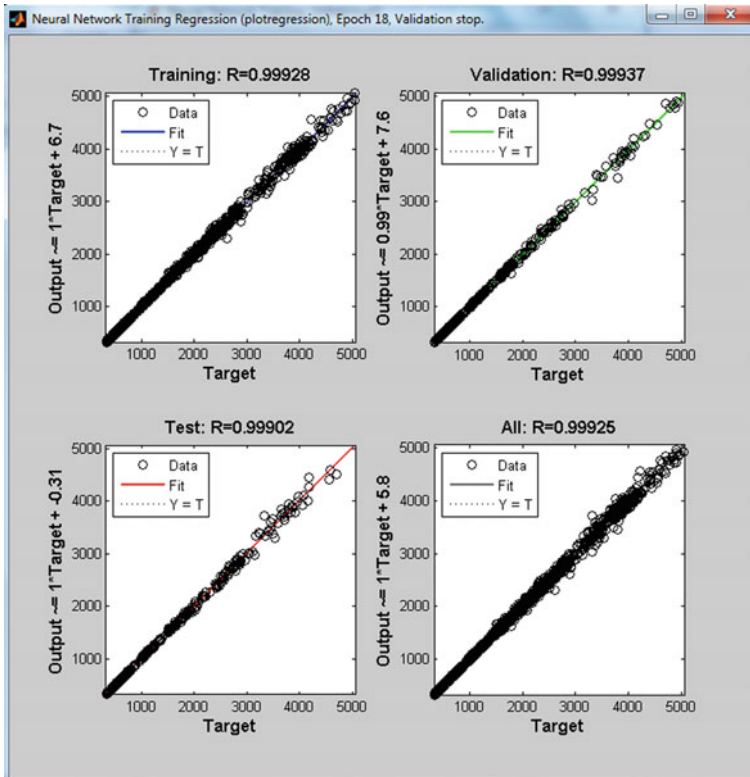 Neural Network Training Regression (plotregression), Epoch 18, Validation stop.
Training: R=0.99928
Output ~= 1*Target + 6.7
Data
Fit
Y = T
5000
4000
3000
2000
1000
1000 2000 3000 4000 5000
Target
Validation: R=0.99937
Output ~= 0.99*Target + 7.6
Data
Fit
Y = T
5000
4000
3000
2000
1000
1000 2000 3000 4000 5000
Target
Test: R=0.99902
Output ~= 1*Target + -0.31
Data
Fit
Y = T
5000
4000
3000
2000
1000
1000 2000 3000 4000 5000
Target
All: R=0.99925
Output ~= 1*Target + 5.8
Data
Fit
Y = T
5000
4000
3000
2000
1000
1000 2000 3000 4000 5000
Target